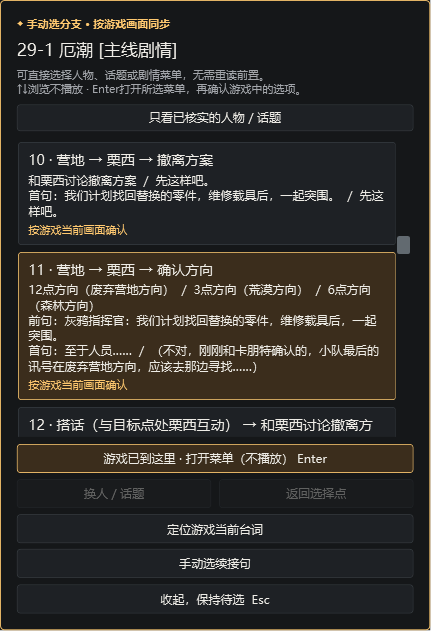 ✦ 手动选分支 · 按游戏画面同步
29-1 厄潮 [主线剧情]
可直接选择人物、话题或剧情菜单，无需重读前置。
↑↓浏览不播放 · Enter打开所选菜单，再确认游戏中的选项。
只看已核实的人物 / 话题
10 · 营地 → 栗西 → 撤离方案
和栗西讨论撤离方案 / 先这样吧。
首句：我们计划找回替换的零件，维修载具后，一起突围。 / 先这
样吧。
按游戏当前画面确认
11 · 营地 → 栗西 → 确认方向
12点方向（废弃营地方向） / 3点方向（荒漠方向） / 6点方向
（森林方向）
前句：灰鸦指挥官：我们计划找回替换的零件，维修载具后，一起
突围。
首句：至于人员…… / （不对，刚刚和卡朋特确认的，小队最后的
讯号在废弃营地方向，应该去那边寻找……）
按游戏当前画面确认
12 · 搭话（与目标点处栗西互动） → 和栗西讨论撤离方
游戏已到这里 · 打开菜单（不播放） Enter
换人 / 话题
返回选择点
定位游戏当前台词
手动选续接句
收起，保持待选 Esc